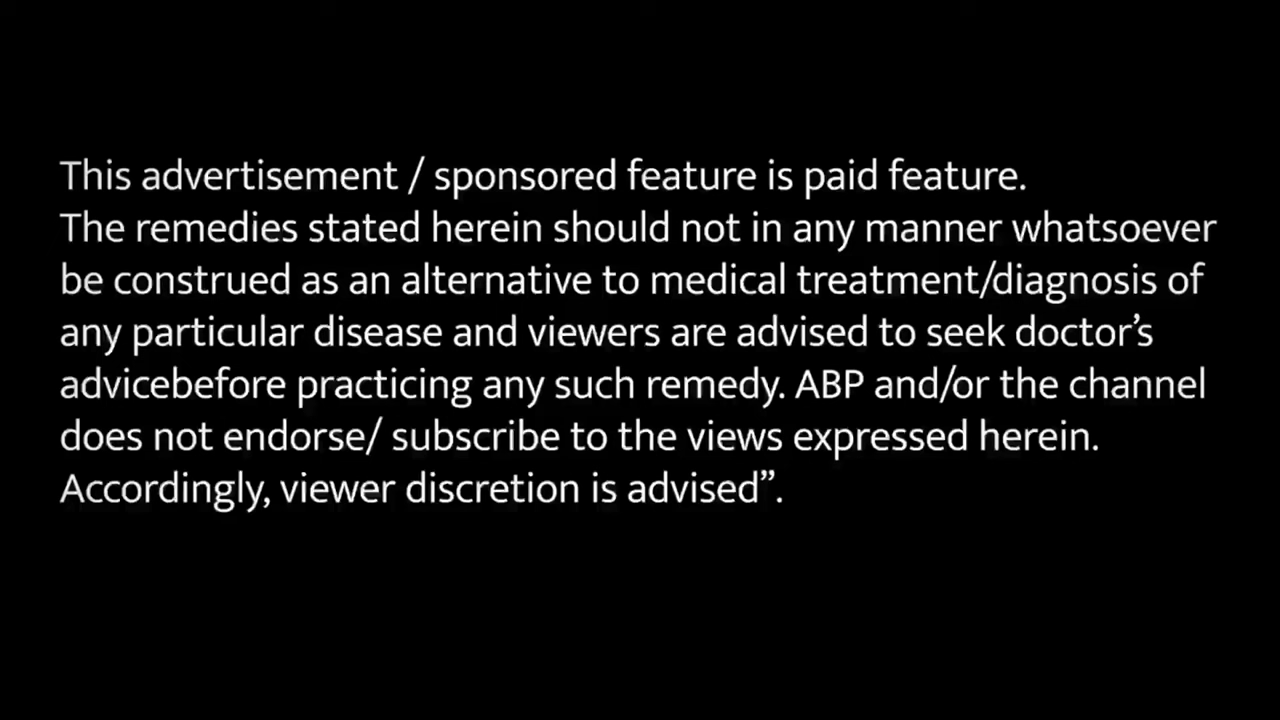 This advertisement / sponsored feature is paid feature.
The remedies stated herein should not in any manner whatsoever
be construed as an alternative to medical treatment/diagnosis of
any particular disease and viewers are advised to seek doctor’s
advicebefore practicing any such remedy. ABP and/or the channel
does not endorse/ subscribe to the views expressed herein.
Accordingly, viewer discretion is advised”.